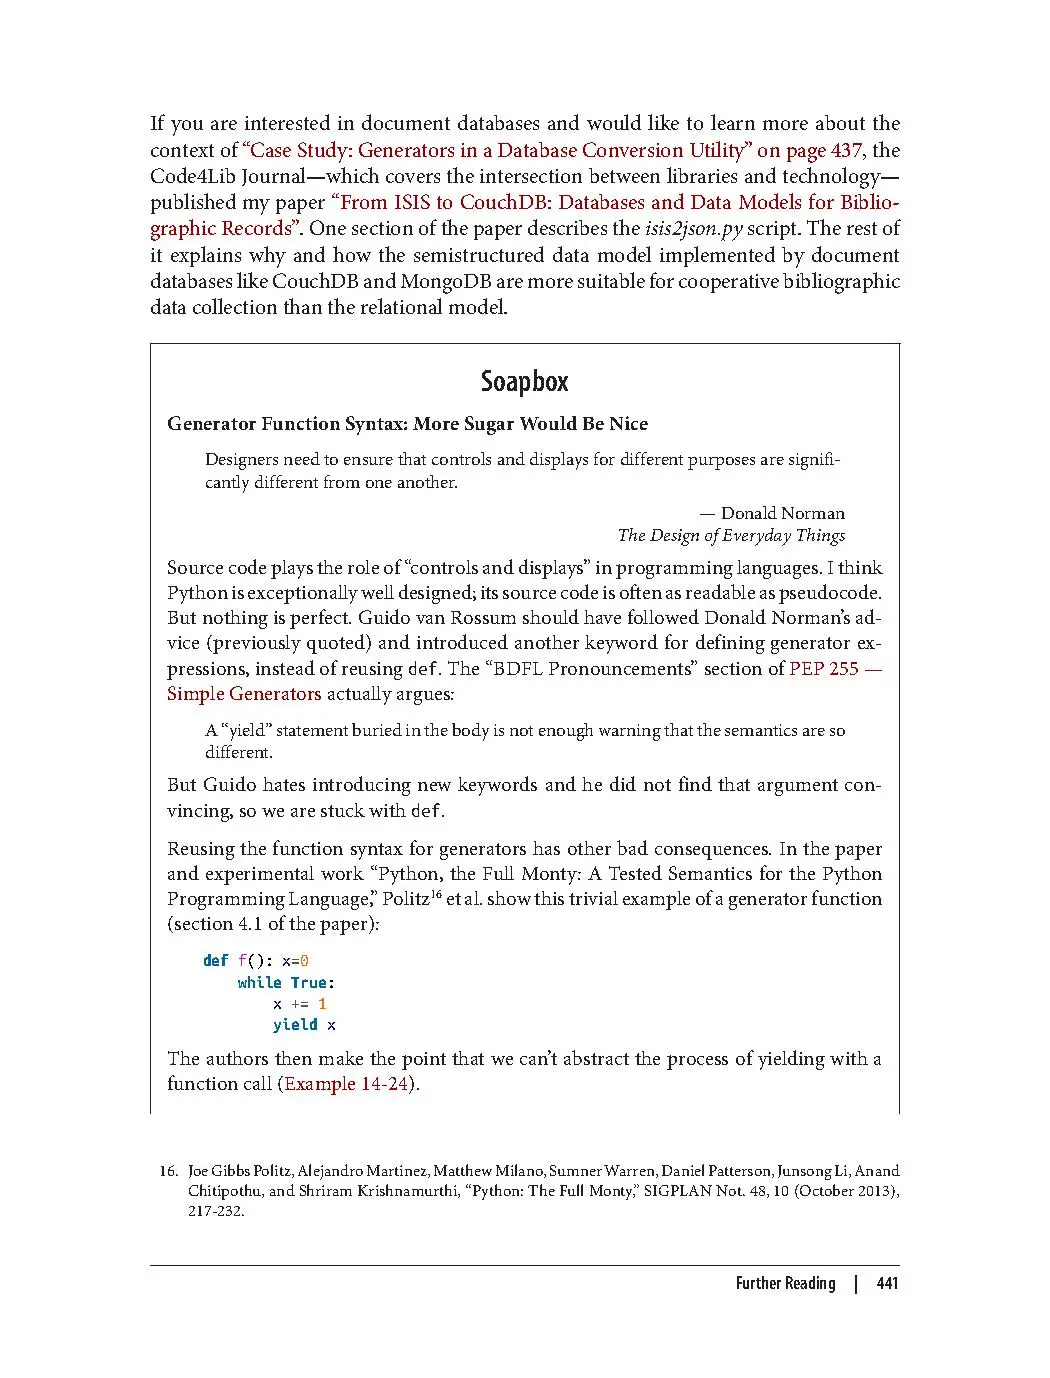 If you are interested in document databases and would like to learn more about the
context of “Case Study: Generators in a Database Conversion Utility” on page 437, the
Code4Lib Journal—which covers the intersection between libraries and technology—
published my paper “From ISIS to CouchDB: Databases and Data Models for Biblio-
graphic Records”. One section of the paper describes the isis2json.py script. The rest of
it explains why and how the semistructured data model implemented by document
databases like CouchDB and MongoDB are more suitable for cooperative bibliographic
data collection than the relational model.
Soapbox
Generator Function Syntax: More Sugar Would Be Nice
Designers need to ensure that controls and displays for different purposes are signifi-
cantly different from one another.
— Donald Norman
The Design of Everyday Things
Source code plays the role of “controls and displays” in programming languages. I think
Python is exceptionally well designed; its source code is often as readable as pseudocode.
But nothing is perfect. Guido van Rossum should have followed Donald Norman’s ad-
vice (previously quoted) and introduced another keyword for defining generator ex-
pressions, instead of reusing def. The “BDFL Pronouncements” section of PEP 255 —
Simple Generators actually argues:
A “yield” statement buried in the body is not enough warning that the semantics are so
different.
But Guido hates introducing new keywords and he did not find that argument con-
vincing, so we are stuck with def.
Reusing the function syntax for generators has other bad consequences. In the paper
and experimental work “Python, the Full Monty: A Tested Semantics for the Python
Programming Language,” Politz16 et al. show this trivial example of a generator function
(section 4.1 of the paper):
def f(): x=0
    while True:
        x += 1
        yield x
The authors then make the point that we can’t abstract the process of yielding with a
function call (Example 14-24).
16. Joe Gibbs Politz, Alejandro Martinez, Matthew Milano, Sumner Warren, Daniel Patterson, Junsong Li, Anand
Chitipothu, and Shriram Krishnamurthi, “Python: The Full Monty,” SIGPLAN Not. 48, 10 (October 2013),
217-232.
Further Reading | 441